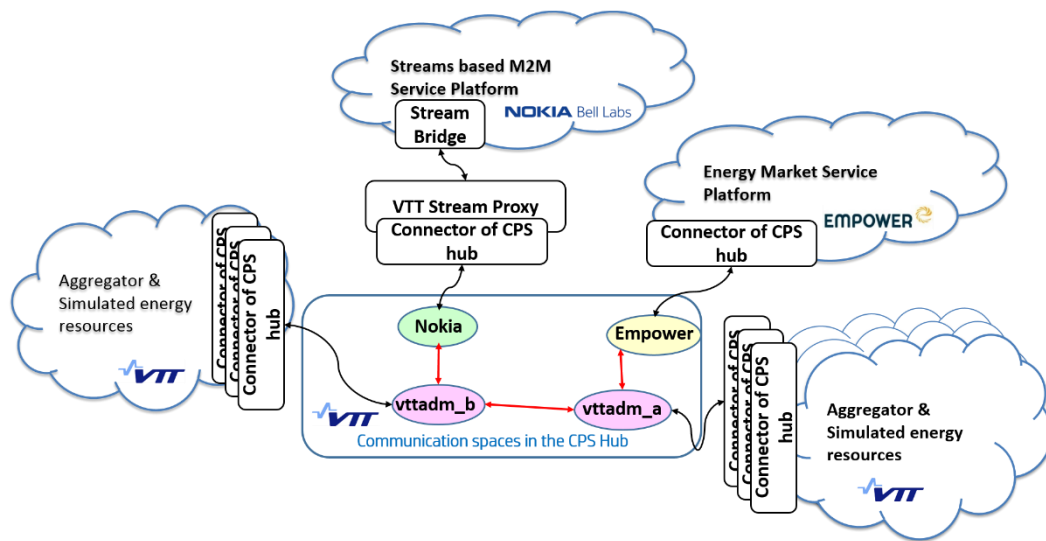 Streams based M2M
Service Platform
NOKIA Bell Labs
Stream
Bridge
Energy Market Service
Platform
EMPOWER
VTT Stream Proxy
Connector of CPS
hub
Connector of CPS
hub
Aggregator &
Simulated energy
resources
VTT
Connector of CPS
Connector of CPS
Connector of CPS
hub
Nokia
Empower
vttadm_b
vttadm_a
VTT
Communication spaces in the CPS Hub
Connector of CPS
Connector of CPS
Connector of CPS
hub
Aggregator &
Simulated energy
resources
VTT